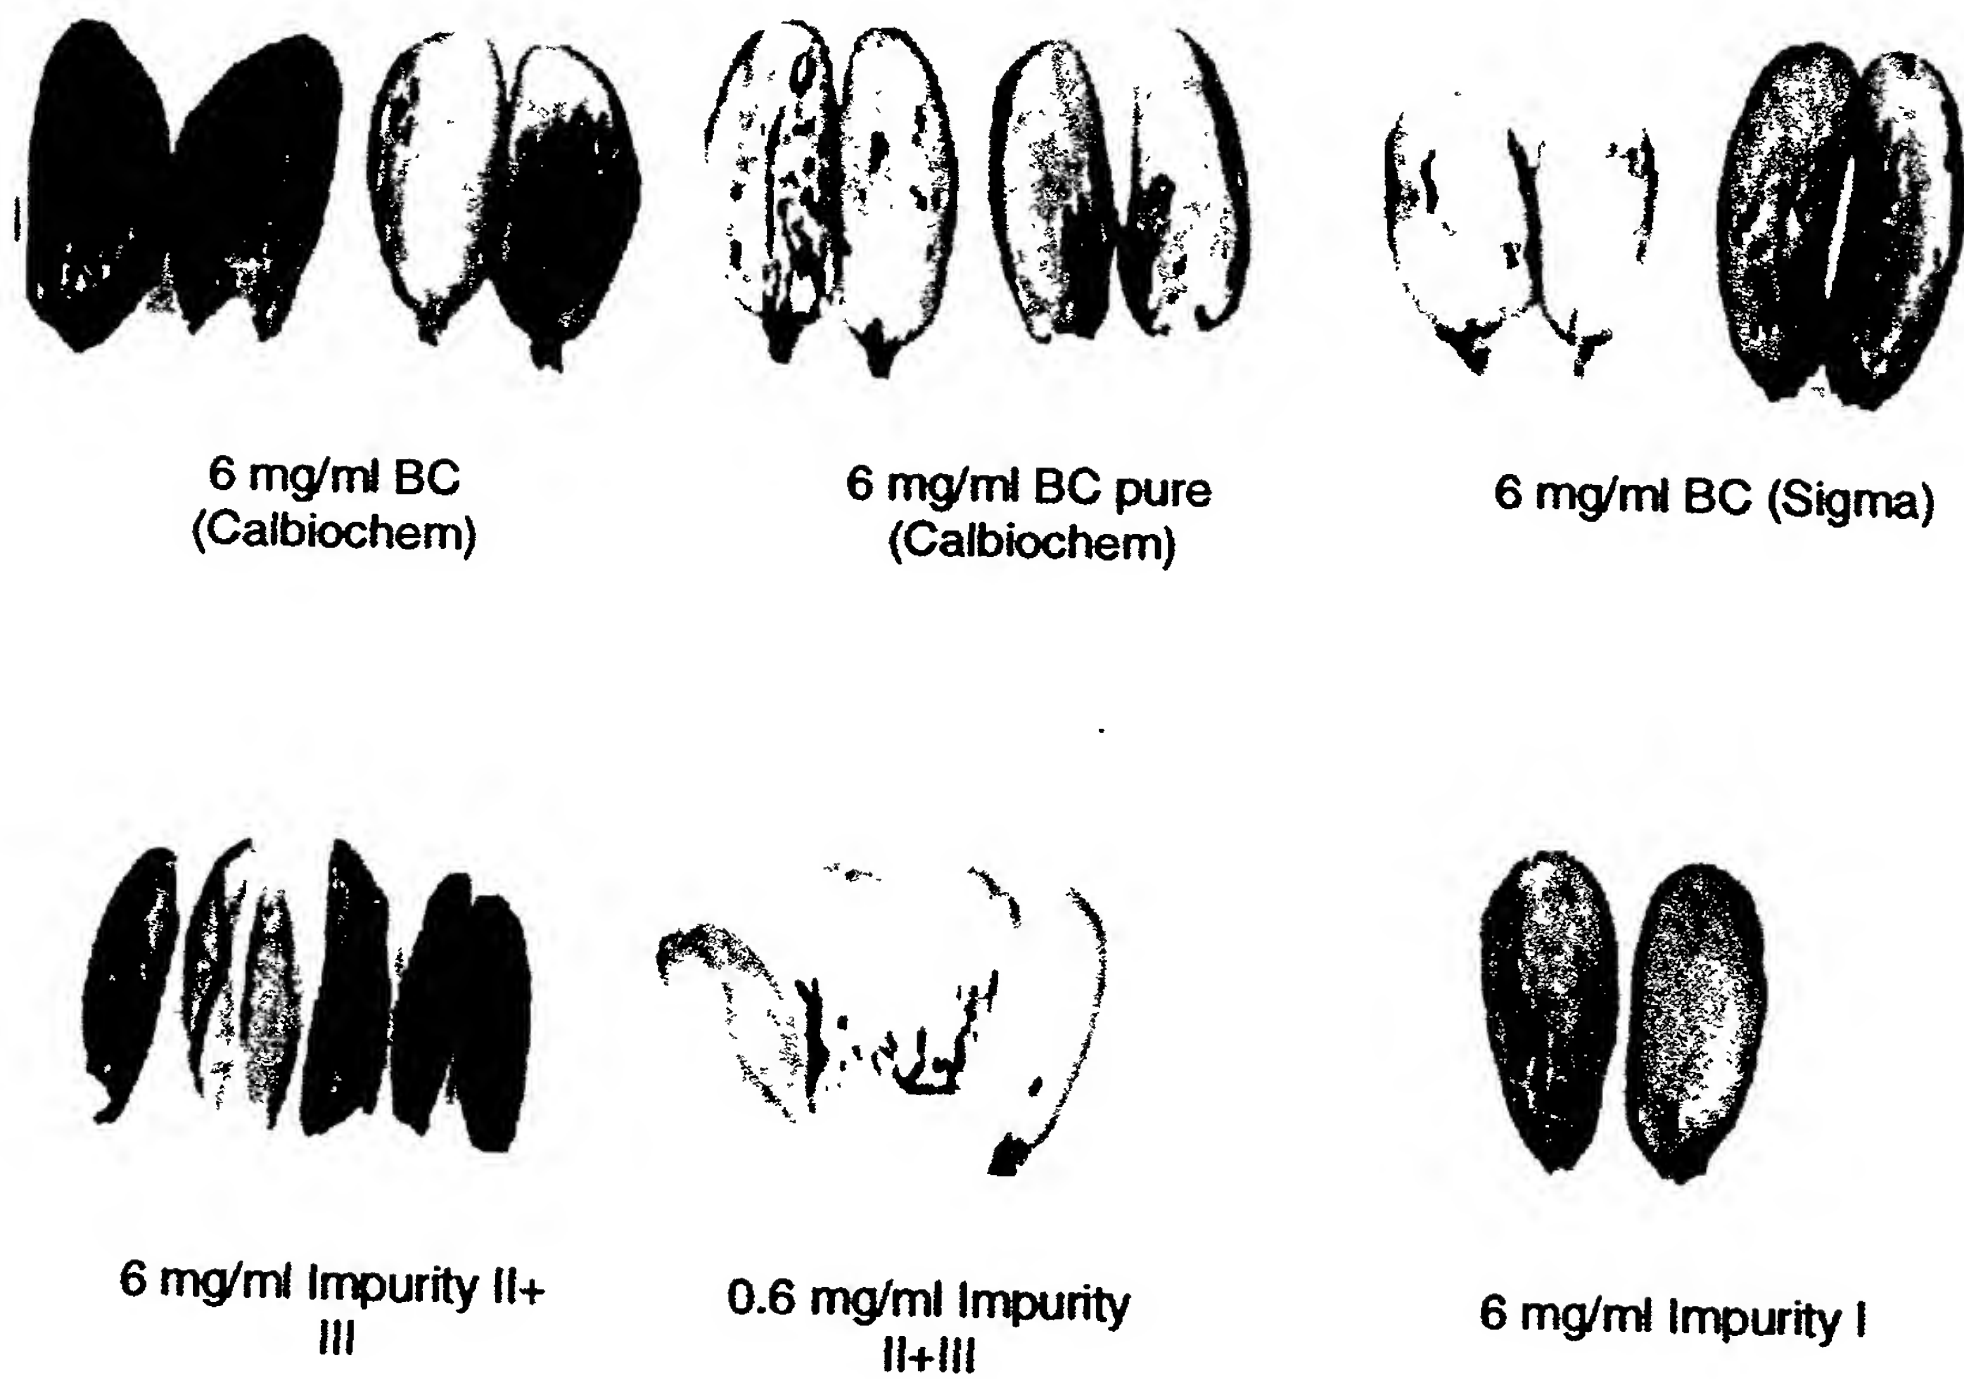 6 mg/ml BC
(Calbiochem)
6 mg/ml BC pure
(Calbiochem)
6 mg/ml BC (Sigma)
6 mg/ml Impurity II+
III
0.6 mg/ml Impurity
II+III
6 mg/ml Impurity I